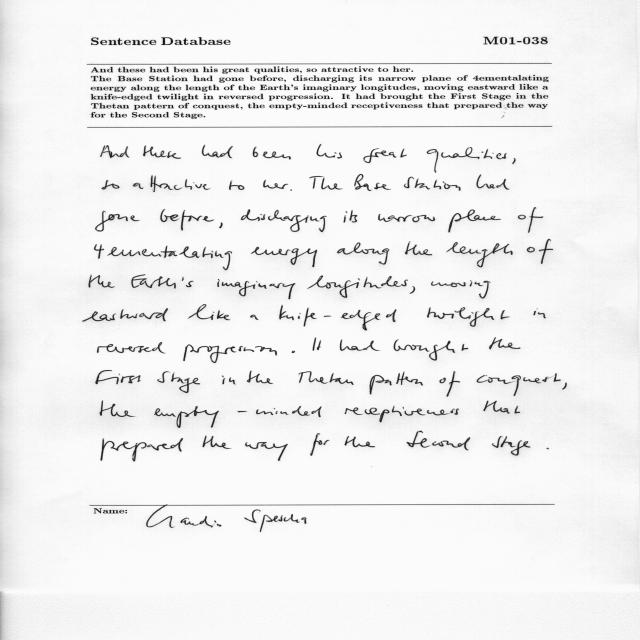 Sentence Database M01-038
And these had been his great qualities, so attractive to her.
The Base Station had gone before, discharging its narrow plane of 4ementalating
energy along the length of the Earth's imaginary longitudes, moving eastward like a
knife-edged twilight in reversed progression. It had brought the First Stage in the
Thetan pattern of conquest, the empty-minded receptiveness that prepared the way
for the Second Stage.
And these had been his great qualities,
so attractive to her. The Base Station had
gone before, discharging its narrow plane of
4ementalating energy along the length of
the Earth's imaginary longitudes, moving
eastward like a knife-edged twilight in
reversed progression. It had brought the
First Stage in the Thetan pattern of conquest,
the empty-minded receptiveness that
prepared the way for the Second Stage.
Name: Claudia Spescha